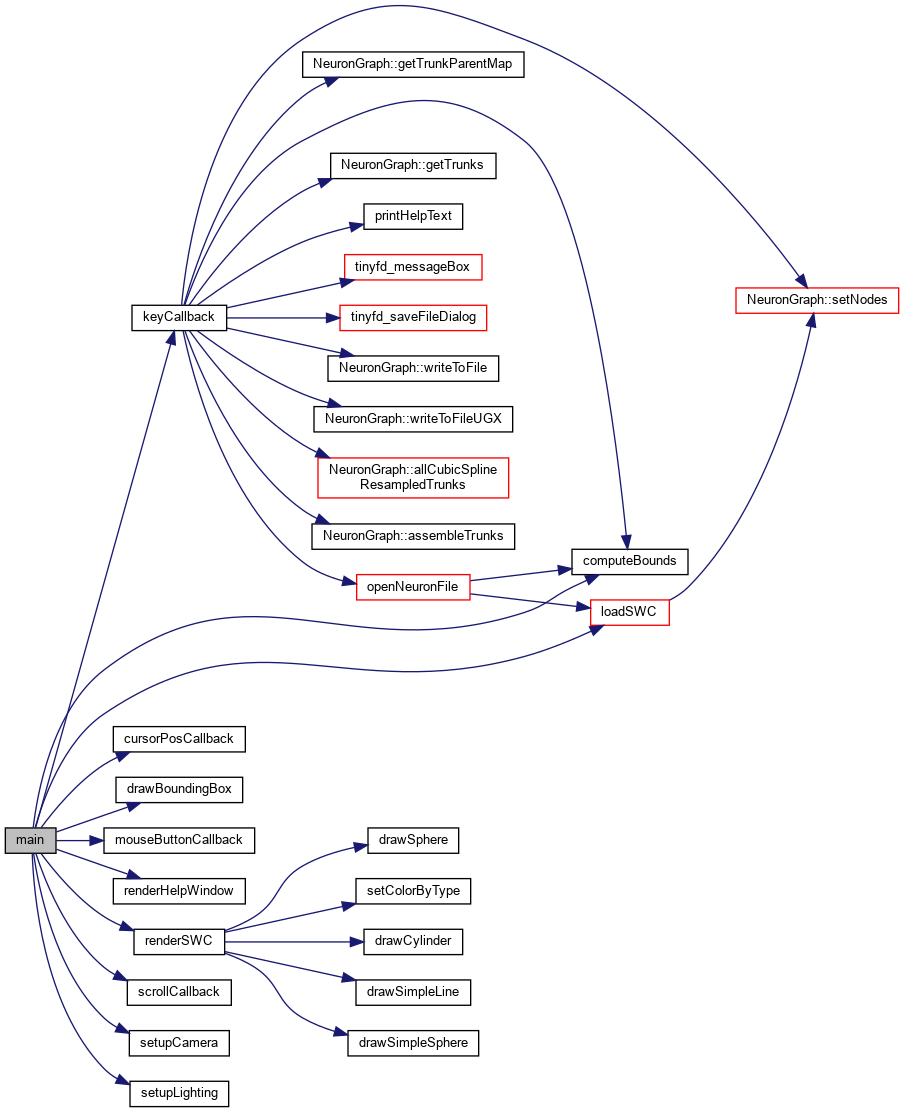 NeuronGraph::getTrunkParentMap
NeuronGraph::getTrunks
printHelpText
tinyfd_messageBox
NeuronGraph::setNodes
keyCallback
tinyfd_saveFileDialog
NeuronGraph::writeToFile
NeuronGraph::writeToFileUGX
NeuronGraph::allCubicSpline
ResampledTrunks
NeuronGraph::assembleTrunks
computeBounds
openNeuronFile
loadSWC
cursorPosCallback
drawBoundingBox
main
mouseButtonCallback
drawSphere
renderHelpWindow
setColorByType
renderSWC
drawCylinder
scrollCallback
drawSimpleLine
setupCamera
drawSimpleSphere
setupLighting